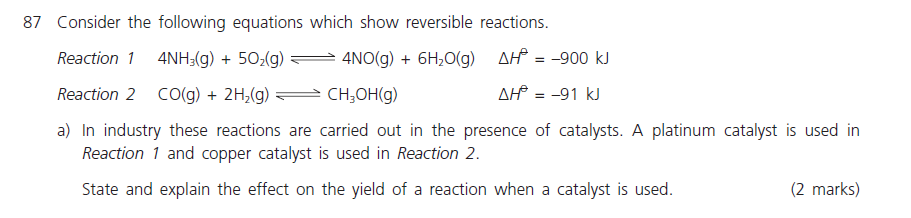 87 Consider the following equations which show reversible reactions.
Reaction 1 4NH₃(g) + 5O₂(g) ⇌ 4NO(g) + 6H₂O(g) ΔH⦵ = –900 kJ
Reaction 2 CO(g) + 2H₂(g) ⇌ CH₃OH(g) ΔH⦵ = –91 kJ
a) In industry these reactions are carried out in the presence of catalysts. A platinum catalyst is used in
Reaction 1 and copper catalyst is used in Reaction 2.
State and explain the effect on the yield of a reaction when a catalyst is used. (2 marks)